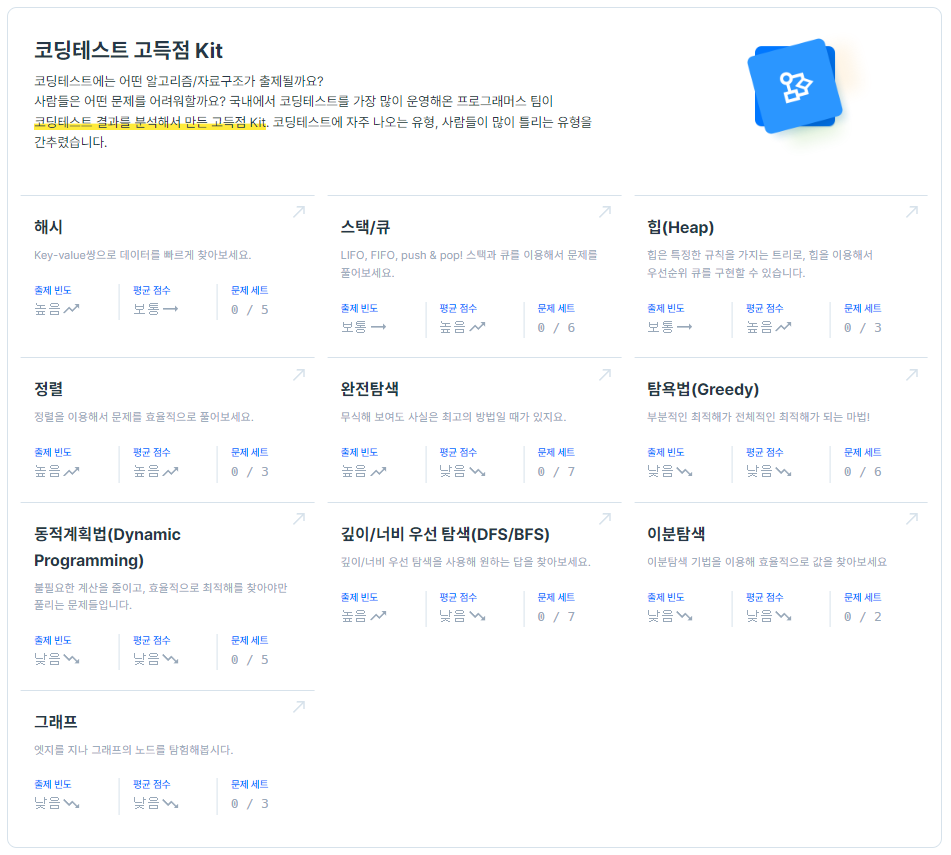 코딩테스트 고득점 Kit
코딩테스트에는 어떤 알고리즘/자료구조가 출제될까요?
사람들은 어떤 문제를 어려워할까요? 국내에서 코딩테스트를 가장 많이 운영해온 프로그래머스 팀이
코딩테스트 결과를 분석해서 만든 고득점 Kit. 코딩테스트에 자주 나오는 유형, 사람들이 많이 틀리는 유형을
간추렸습니다.
해시
Key-value쌍으로 데이터를 빠르게 찾아보세요.
출제 빈도 평균 점수 문제 세트
높음 보통 0 / 5
스택/큐
LIFO, FIFO, push & pop! 스택과 큐를 이용해서 문제를
풀어보세요.
출제 빈도 평균 점수 문제 세트
보통 높음 0 / 6
힙(Heap)
힙은 특정한 규칙을 가지는 트리로, 힙을 이용해서
우선순위 큐를 구현할 수 있습니다.
출제 빈도 평균 점수 문제 세트
보통 높음 0 / 3
정렬
정렬을 이용해서 문제를 효율적으로 풀어보세요.
출제 빈도 평균 점수 문제 세트
높음 높음 0 / 3
완전탐색
무식해 보여도 사실은 최고의 방법일 때가 있지요.
출제 빈도 평균 점수 문제 세트
높음 낮음 0 / 7
탐욕법(Greedy)
부분적인 최적해가 전체적인 최적해가 되는 마법!
출제 빈도 평균 점수 문제 세트
낮음 낮음 0 / 6
동적계획법(Dynamic
Programming)
불필요한 계산을 줄이고, 효율적으로 최적해를 찾아야만
풀리는 문제들입니다.
출제 빈도 평균 점수 문제 세트
낮음 낮음 0 / 5
깊이/너비 우선 탐색(DFS/BFS)
깊이/너비 우선 탐색을 사용해 원하는 답을 찾아보세요.
출제 빈도 평균 점수 문제 세트
높음 낮음 0 / 7
이분탐색
이분탐색 기법을 이용해 효율적으로 값을 찾아보세요
출제 빈도 평균 점수 문제 세트
낮음 낮음 0 / 2
그래프
엣지를 지나 그래프의 노드를 탐험해봅시다.
출제 빈도 평균 점수 문제 세트
낮음 낮음 0 / 3